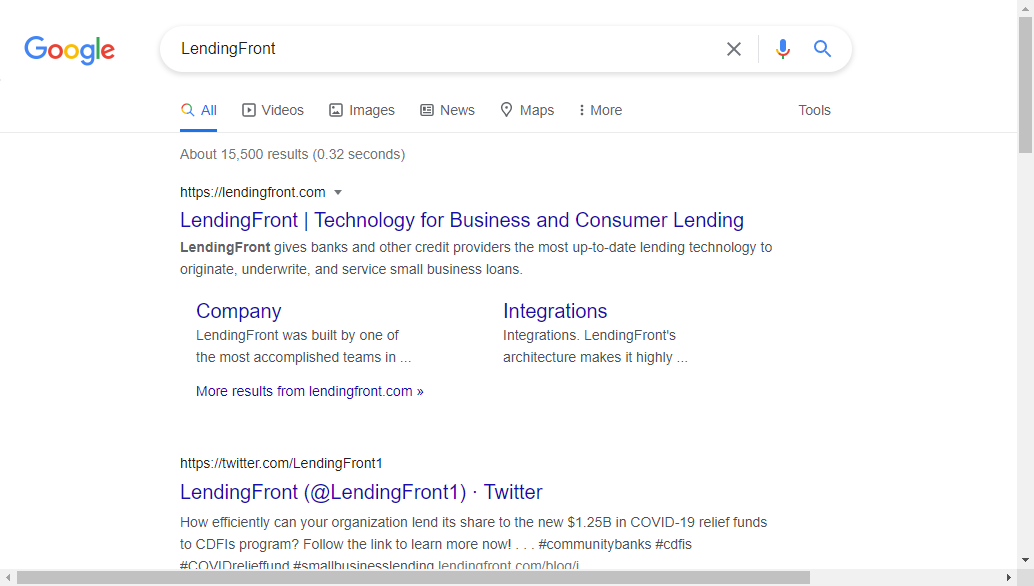 Google
LendingFront
All Videos Images News Maps More Tools
About 15,500 results (0.32 seconds)
https://lendingfront.com
LendingFront | Technology for Business and Consumer Lending
LendingFront gives banks and other credit providers the most up-to-date lending technology to
originate, underwrite, and service small business loans.
Company
LendingFront was built by one of
the most accomplished teams in ...
Integrations
Integrations. LendingFront's
architecture makes it highly ...
More results from lendingfront.com »
https://twitter.com/LendingFront1
LendingFront (@LendingFront1) · Twitter
How efficiently can your organization lend its share to the new $1.25B in COVID-19 relief funds
to CDFIs program? Follow the link to learn more now! . . . #communitybanks #cdfis
#COVIDrelieffund #smallbusinesslending lendingfront.com/blog/i